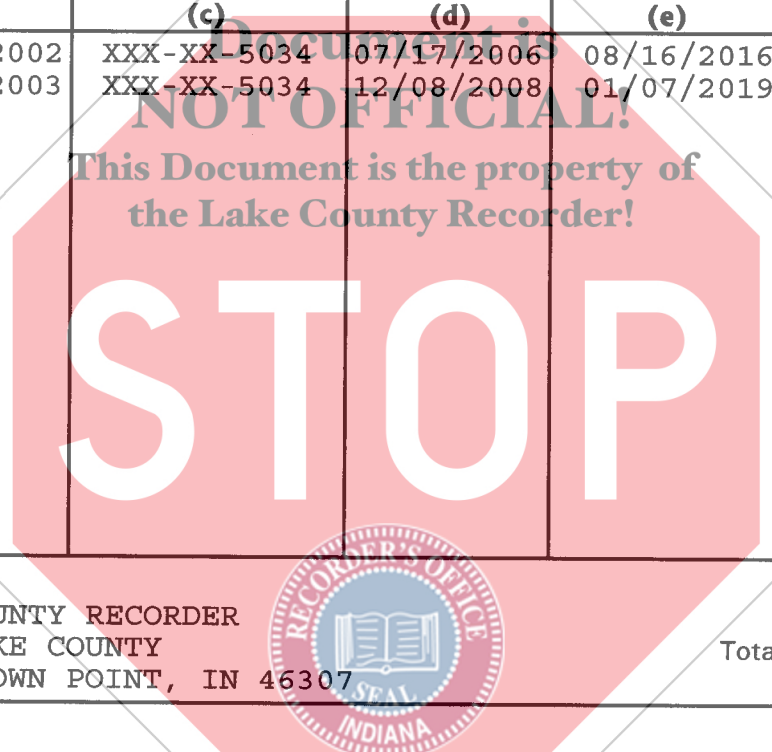 (c) (d) (e)
2002 XXX-XX-5034 07/17/2006 08/16/2016
2003 XXX-XX-5034 12/08/2008 01/07/2019
Document is
NOT OFFICIAL!
This Document is the property of
the Lake County Recorder!
STOP
UNTY RECORDER
KE COUNTY
Tota
OWN POINT, IN 46307
RECORDER'S OFFICE
SEAL
INDIANA